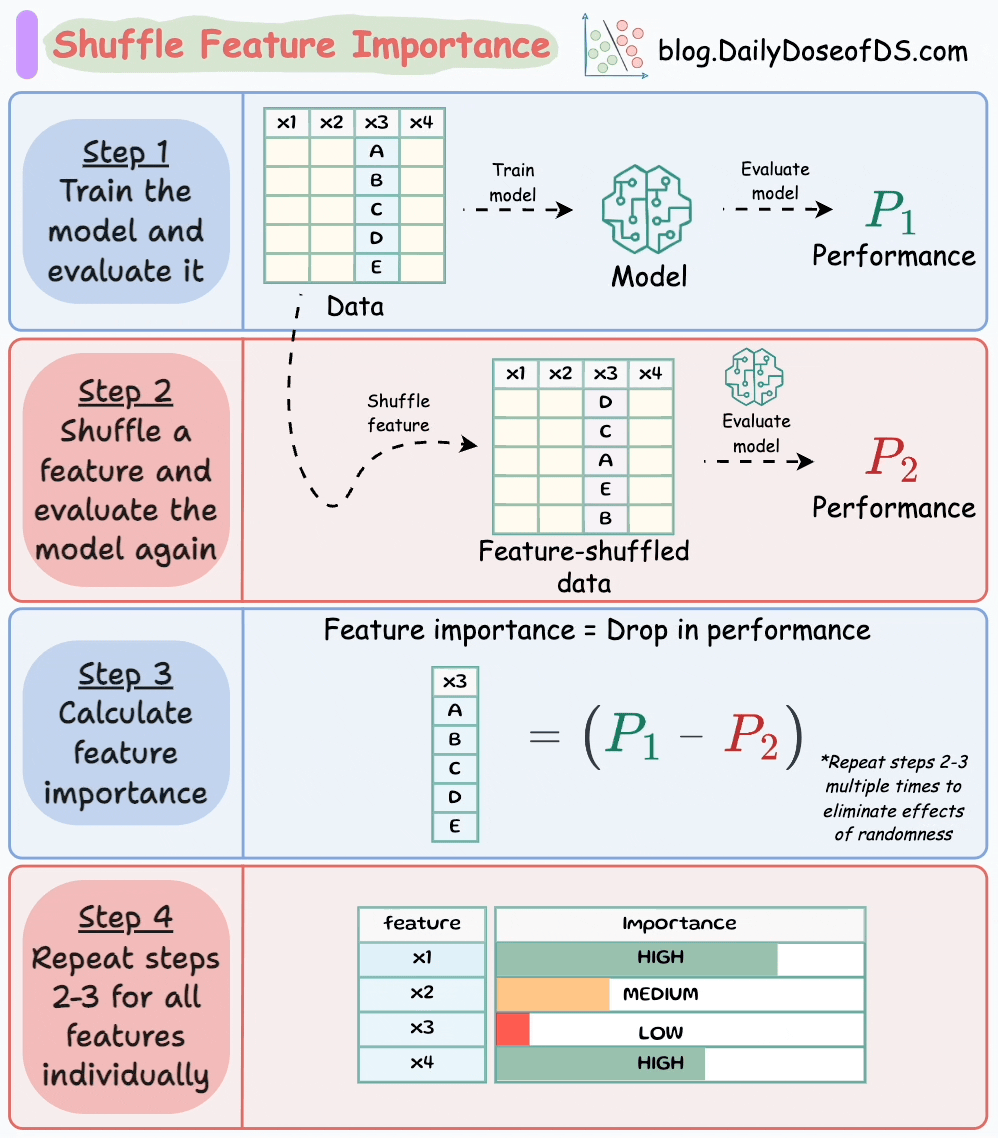 Shuffle Feature Importance
blog.DailyDoseofDS.com
Step 1
Train the
model and
evaluate it
x1 x2 x3 x4
A
B
C
D
E
Data
Train
model
Model
Evaluate
model
P1
Performance
Step 2
Shuffle a
feature and
evaluate the
model again
Shuffle
feature
x1 x2 x3 x4
D
C
A
E
B
Feature-shuffled
data
Evaluate
model
P2
Performance
Step 3
Calculate
feature
importance
Feature importance = Drop in performance
x3
A
B
C
D
E
= (P1 − P2)
*Repeat steps 2-3
multiple times to
eliminate effects
of randomness
Step 4
Repeat steps
2-3 for all
features
individually
feature Importance
x1 HIGH
x2 MEDIUM
x3 LOW
x4 HIGH